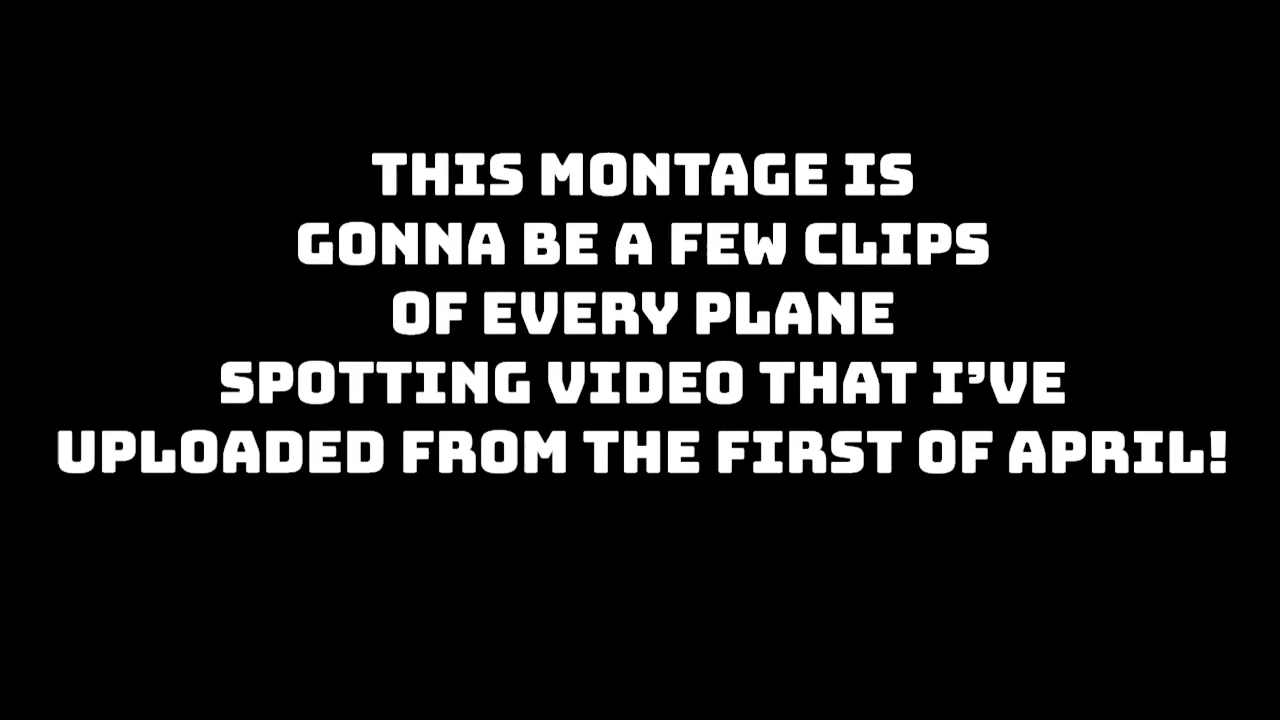 THIS MONTAGE IS
GONNA BE A FEW CLIPS
OF EVERY PLANE
SPOTTING VIDEO THAT I'VE
UPLOADED FROM THE FIRST OF APRIL!